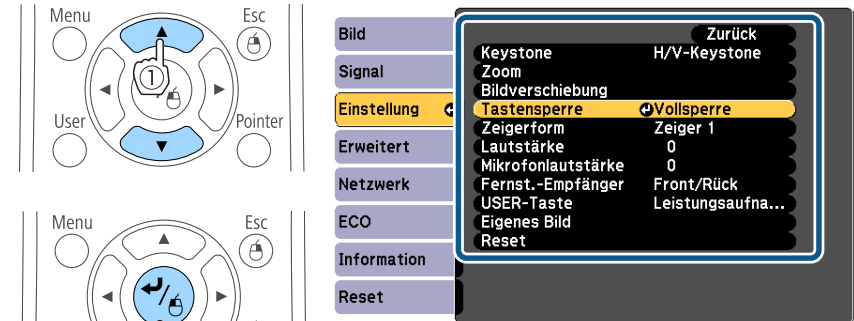 Menu
Esc
①
User
Pointer
Menu
Esc
Bild
Signal
Einstellung
Erweitert
Netzwerk
ECO
Information
Reset
Zurück
Keystone H/V-Keystone
Zoom
Bildverschiebung
Tastensperre Vollsperre
Zeigerform Zeiger 1
Lautstärke 0
Mikrofonlautstärke 0
Fernst.-Empfänger Front/Rück
USER-Taste Leistungsaufna...
Eigenes Bild
Reset